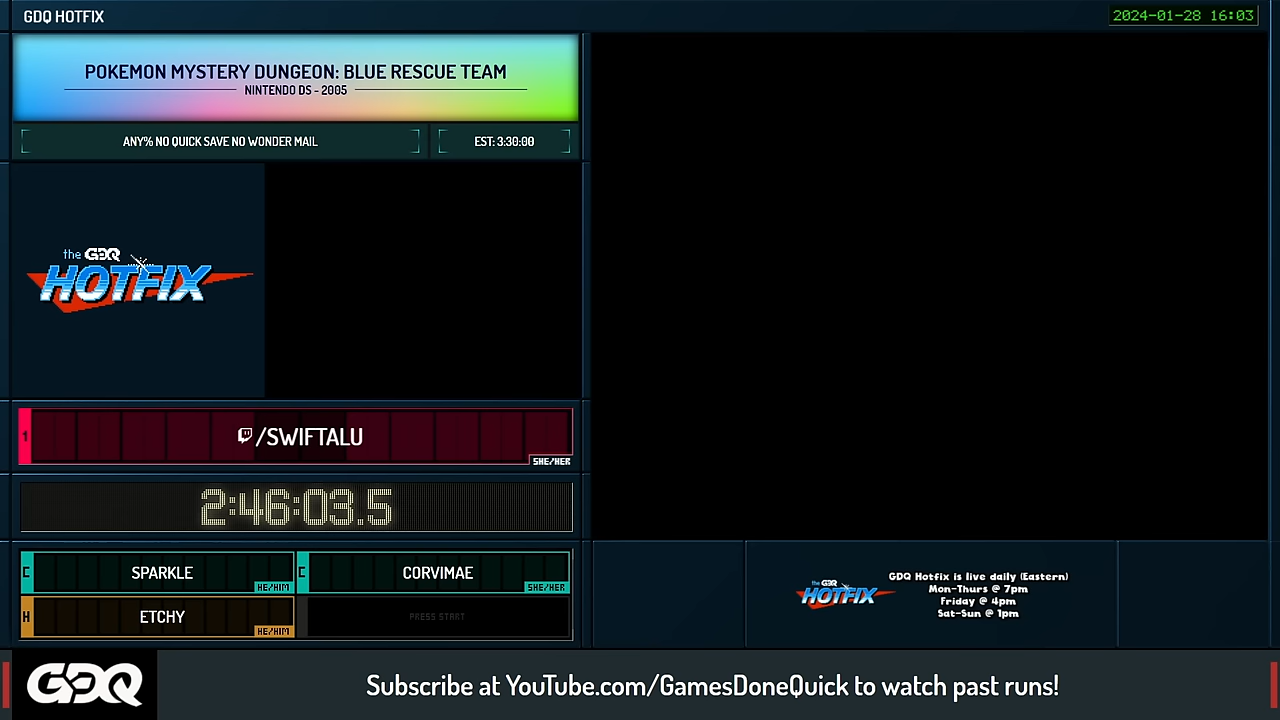 GDQ HOTFIX
2024-01-28 16:03
POKEMON MYSTERY DUNGEON: BLUE RESCUE TEAM
NINTENDO DS - 2005
ANY% NO QUICK SAVE NO WONDER MAIL
EST: 3:30:00
the GDQ
HOTFIX
1
/SWIFTALU
SHE/HER
2:46:03.5
C
SPARKLE
HE/HIM
C
CORVIMAE
SHE/HER
H
ETCHY
HE/HIM
PRESS START
the GDQ
HOTFIX
GDQ Hotfix is live daily (Eastern)
Mon-Thurs @ 7pm
Friday @ 4pm
Sat-Sun @ 1pm
GDQ
Subscribe at YouTube.com/GamesDoneQuick to watch past runs!